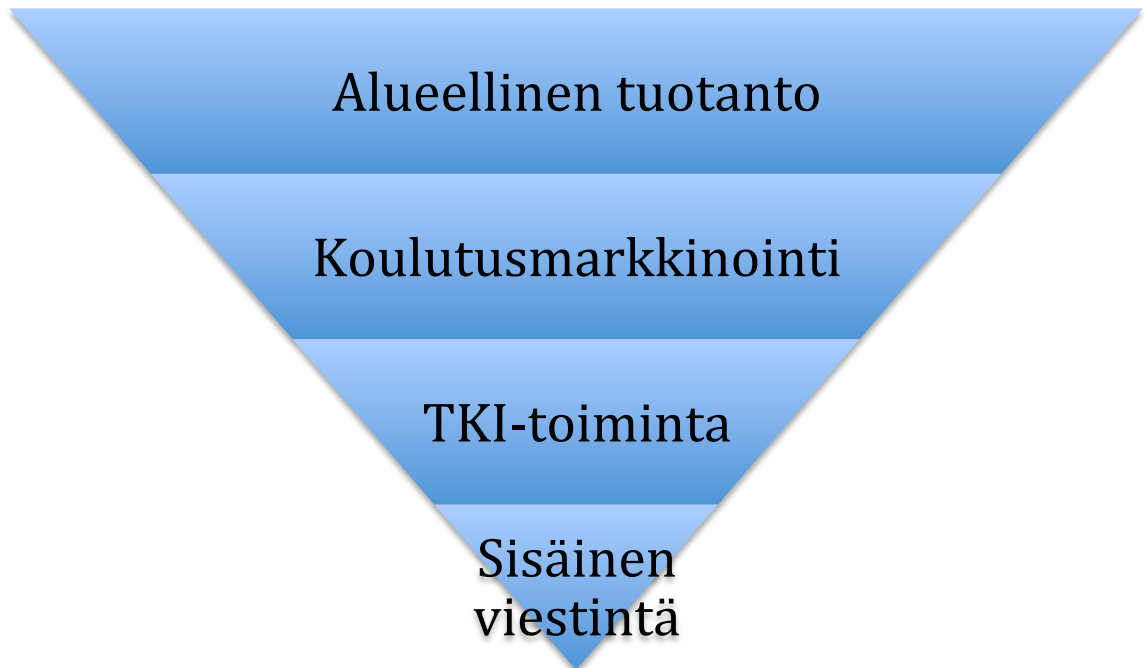 Alueellinen tuotanto
Koulutusmarkkinointi
TKI-toiminta
Sisäinen
viestintä